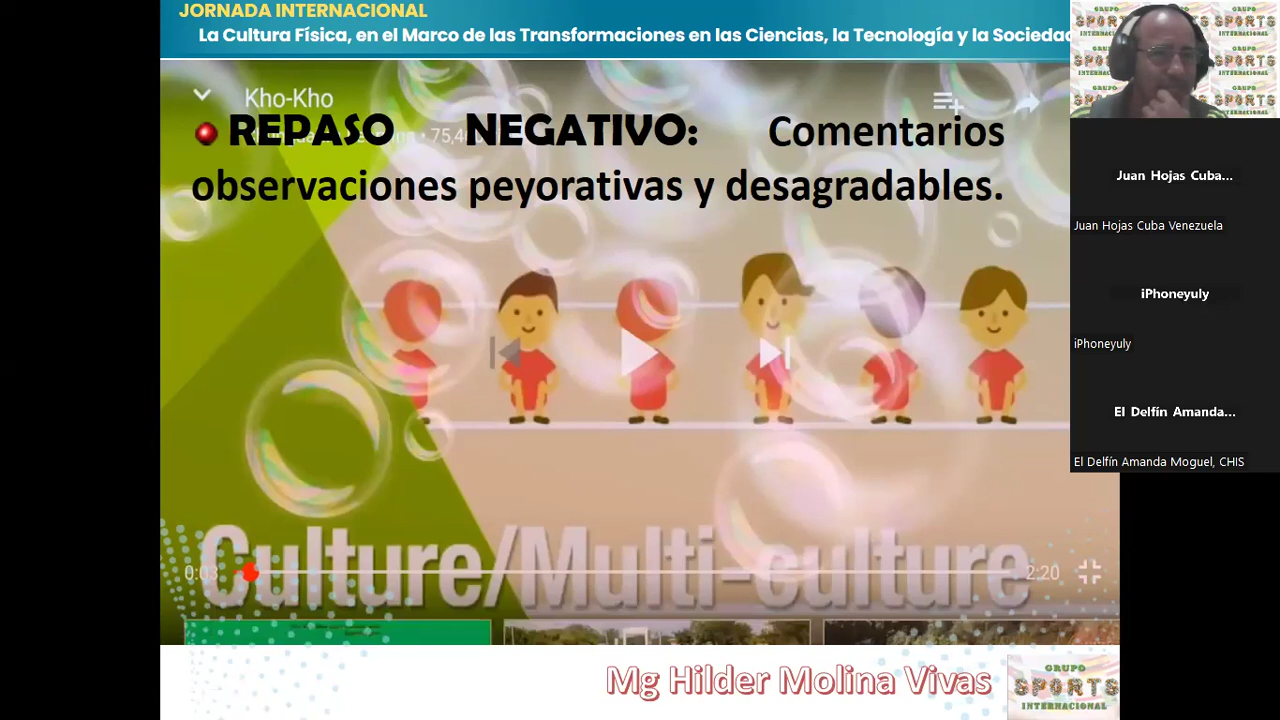 JORNADA INTERNACIONAL
La Cultura Física, en el Marco de las Transformaciones en las Ciencias, la Tecnología y la Sociedad
Kho-Kho
REPASO NEGATIVO: Comentarios
observaciones peyorativas y desagradables.
Culture/Multi-culture
0:03
2:20
Mg Hilder Molina Vivas
GRUPO
SPORTS
INTERNACIONAL
GRUPO
SPORTS
INTERNACIONAL
Juan Hojas Cuba...
Juan Hojas Cuba Venezuela
iPhoneyuly
iPhoneyuly
El Delfín Amanda...
El Delfín Amanda Moguel, CHIS